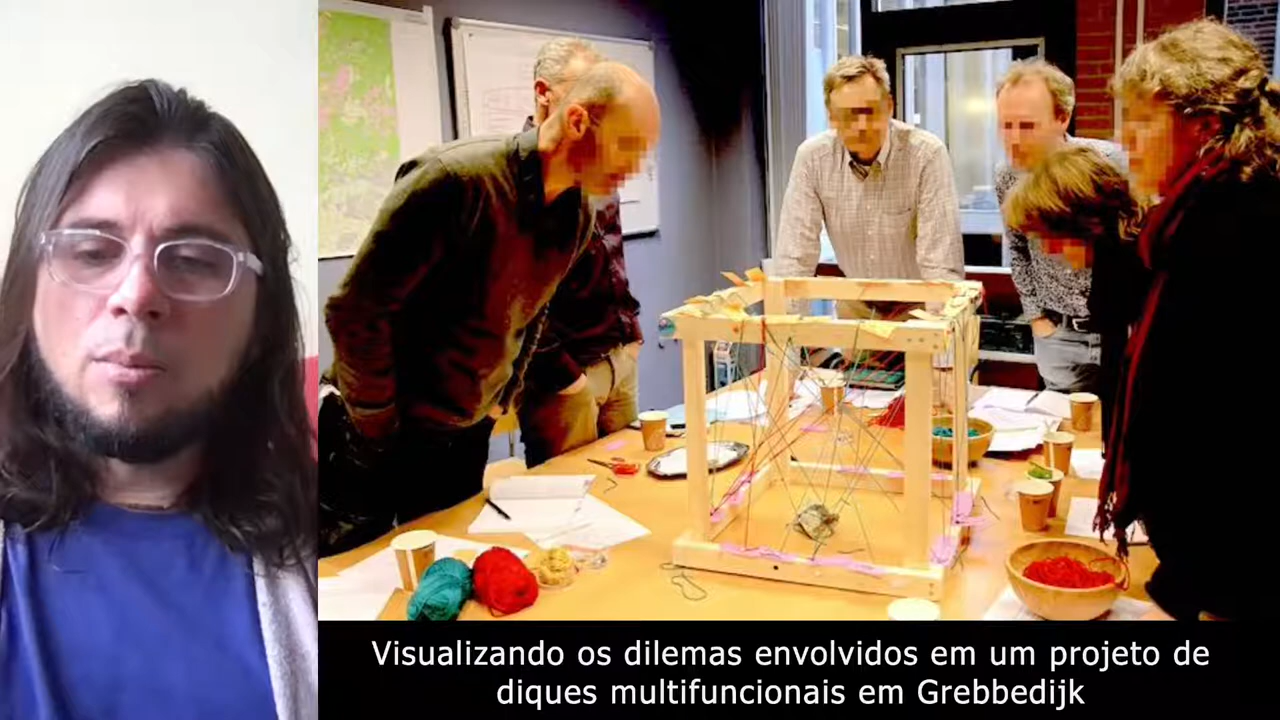 Visualizando os dilemas envolvidos em um projeto de
diques multifuncionais em Grebbedijk